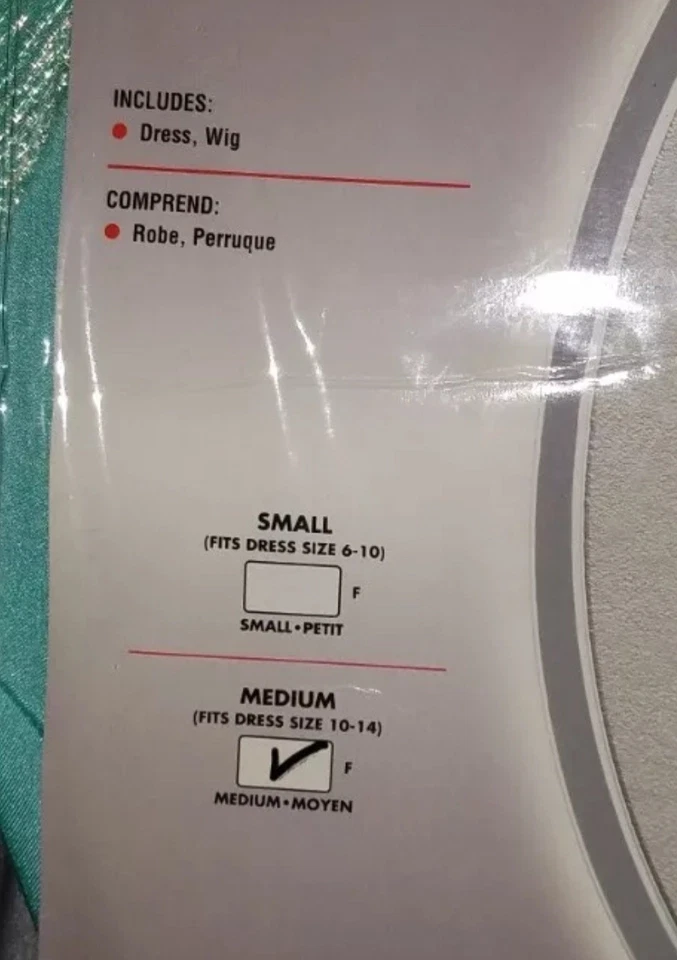 INCLUDES:
● Dress, Wig
COMPREND:
● Robe, Perruque
SMALL
(FITS DRESS SIZE 6-10)
F
SMALL•PETIT
MEDIUM
(FITS DRESS SIZE 10-14)
F
MEDIUM•MOYEN